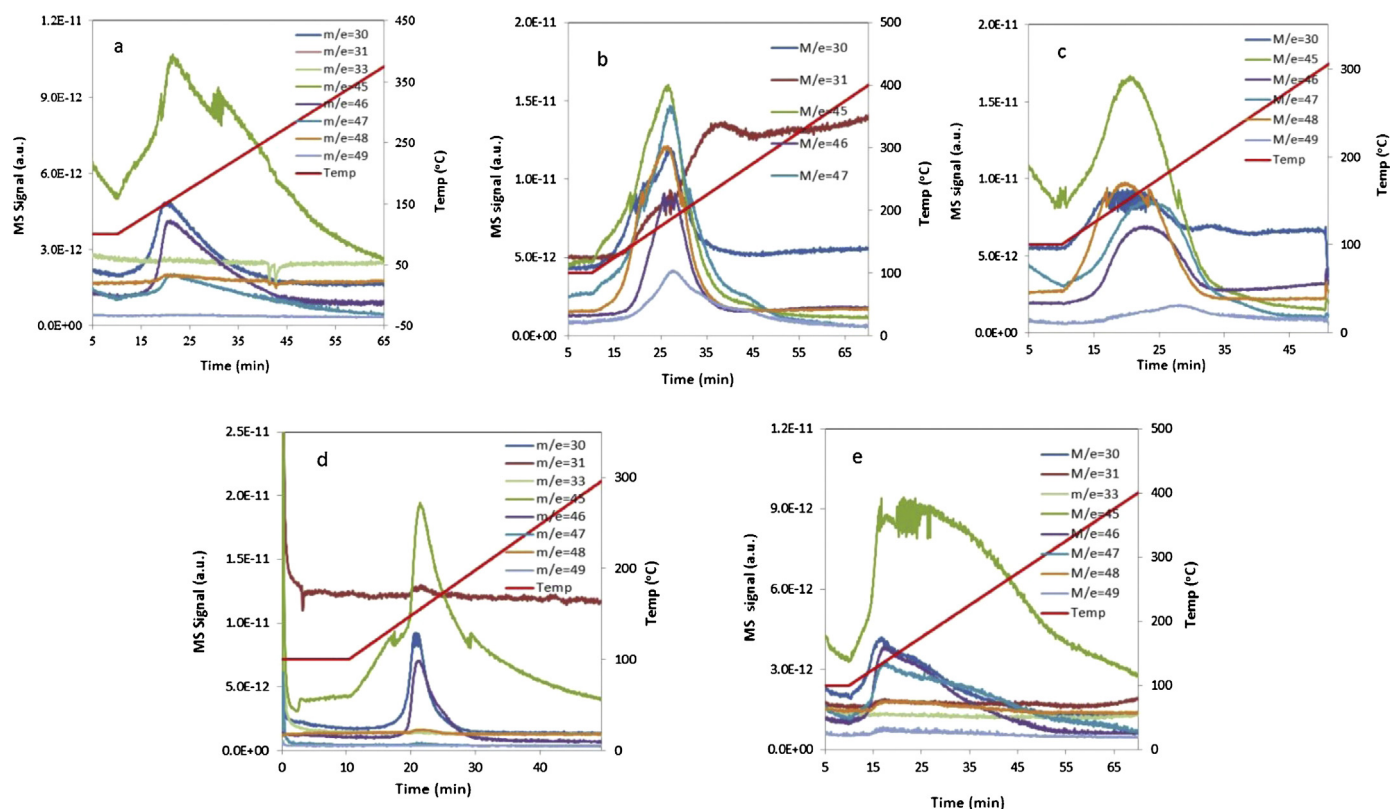 a
1.2E-11
9.0E-12
6.0E-12
3.0E-12
0.0E+00
MS Signal (a.u.)
m/e=30
m/e=31
m/e=33
m/e=45
m/e=46
m/e=47
m/e=48
m/e=49
Temp
450
350
250
150
50
-50
Temp (°C)
5 15 25 35 45 55 65
Time (min)
b
2.0E-11
1.5E-11
1.0E-11
5.0E-12
0.0E+00
MS signal (a.u.)
M/e=30
M/e=31
M/e=45
M/e=46
M/e=47
500
400
300
200
100
0
Temp (°C)
5 15 25 35 45 55 65
Time (min)
c
2.0E-11
1.5E-11
1.0E-11
5.0E-12
0.0E+00
MS signal (a.u.)
M/e=30
M/e=45
M/e=46
M/e=47
M/e=48
M/e=49
Temp
300
200
100
0
Temp (°C)
5 15 25 35 45
Time (min)
d
2.5E-11
2.0E-11
1.5E-11
1.0E-11
5.0E-12
0.0E+00
MS Signal (a.u.)
m/e=30
m/e=31
m/e=33
m/e=45
m/e=46
m/e=47
m/e=48
m/e=49
Temp
300
200
100
0
Temp (°C)
0 10 20 30 40
Time (min)
e
1.2E-11
9.0E-12
6.0E-12
3.0E-12
0.0E+00
MS signal (a.u.)
M/e=30
M/e=31
m/e=33
M/e=45
M/e=46
M/e=47
M/e=48
M/e=49
Temp
500
400
300
200
100
0
Temp (°C)
5 15 25 35 45 55 65
Time (min)